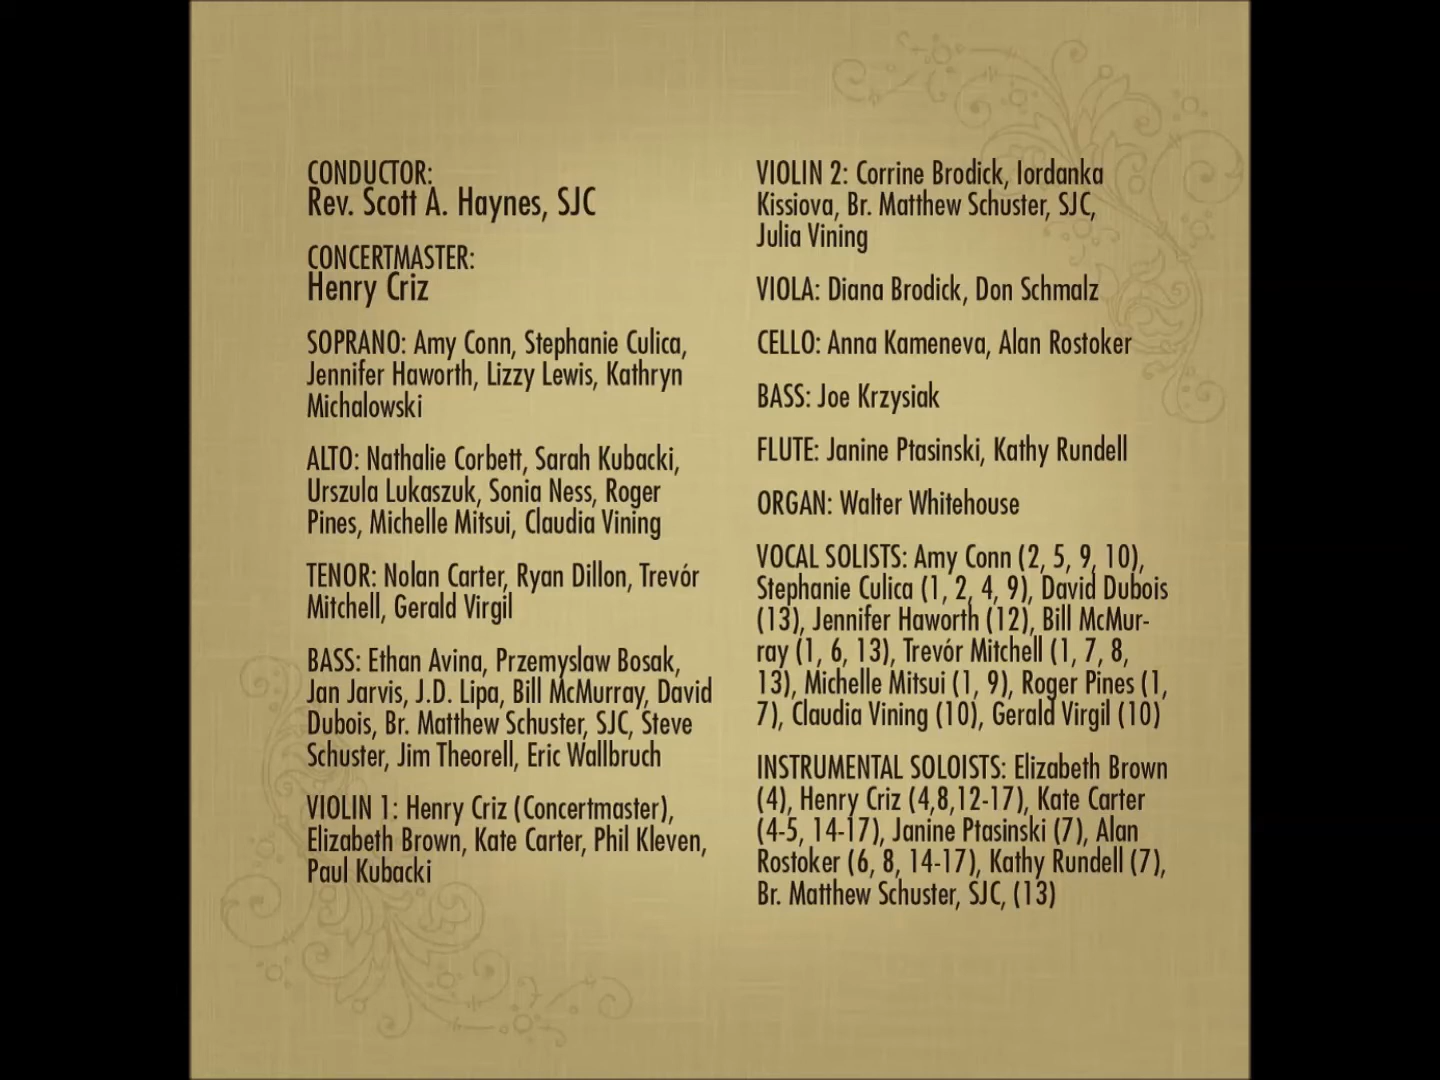 CONDUCTOR:
Rev. Scott A. Haynes, SJC
CONCERTMASTER:
Henry Criz
SOPRANO: Amy Conn, Stephanie Culica,
Jennifer Haworth, Lizzy Lewis, Kathryn
Michalowski
ALTO: Nathalie Corbett, Sarah Kubacki,
Urszula Lukaszuk, Sonia Ness, Roger
Pines, Michelle Mitsui, Claudia Vining
TENOR: Nolan Carter, Ryan Dillon, Trevór
Mitchell, Gerald Virgil
BASS: Ethan Avina, Przemyslaw Bosak,
Jan Jarvis, J.D. Lipa, Bill McMurray, David
Dubois, Br. Matthew Schuster, SJC, Steve
Schuster, Jim Theorell, Eric Wallbruch
VIOLIN 1: Henry Criz (Concertmaster),
Elizabeth Brown, Kate Carter, Phil Kleven,
Paul Kubacki
VIOLIN 2: Corrine Brodick, Iordanka
Kissiova, Br. Matthew Schuster, SJC,
Julia Vining
VIOLA: Diana Brodick, Don Schmalz
CELLO: Anna Kameneva, Alan Rostoker
BASS: Joe Krzysiak
FLUTE: Janine Ptasinski, Kathy Rundell
ORGAN: Walter Whitehouse
VOCAL SOLISTS: Amy Conn (2, 5, 9, 10),
Stephanie Culica (1, 2, 4, 9), David Dubois
(13), Jennifer Haworth (12), Bill McMur-
ray (1, 6, 13), Trevór Mitchell (1, 7, 8,
13), Michelle Mitsui (1, 9), Roger Pines (1,
7), Claudia Vining (10), Gerald Virgil (10)
INSTRUMENTAL SOLOISTS: Elizabeth Brown
(4), Henry Criz (4,8,12-17), Kate Carter
(4-5, 14-17), Janine Ptasinski (7), Alan
Rostoker (6, 8, 14-17), Kathy Rundell (7),
Br. Matthew Schuster, SJC, (13)